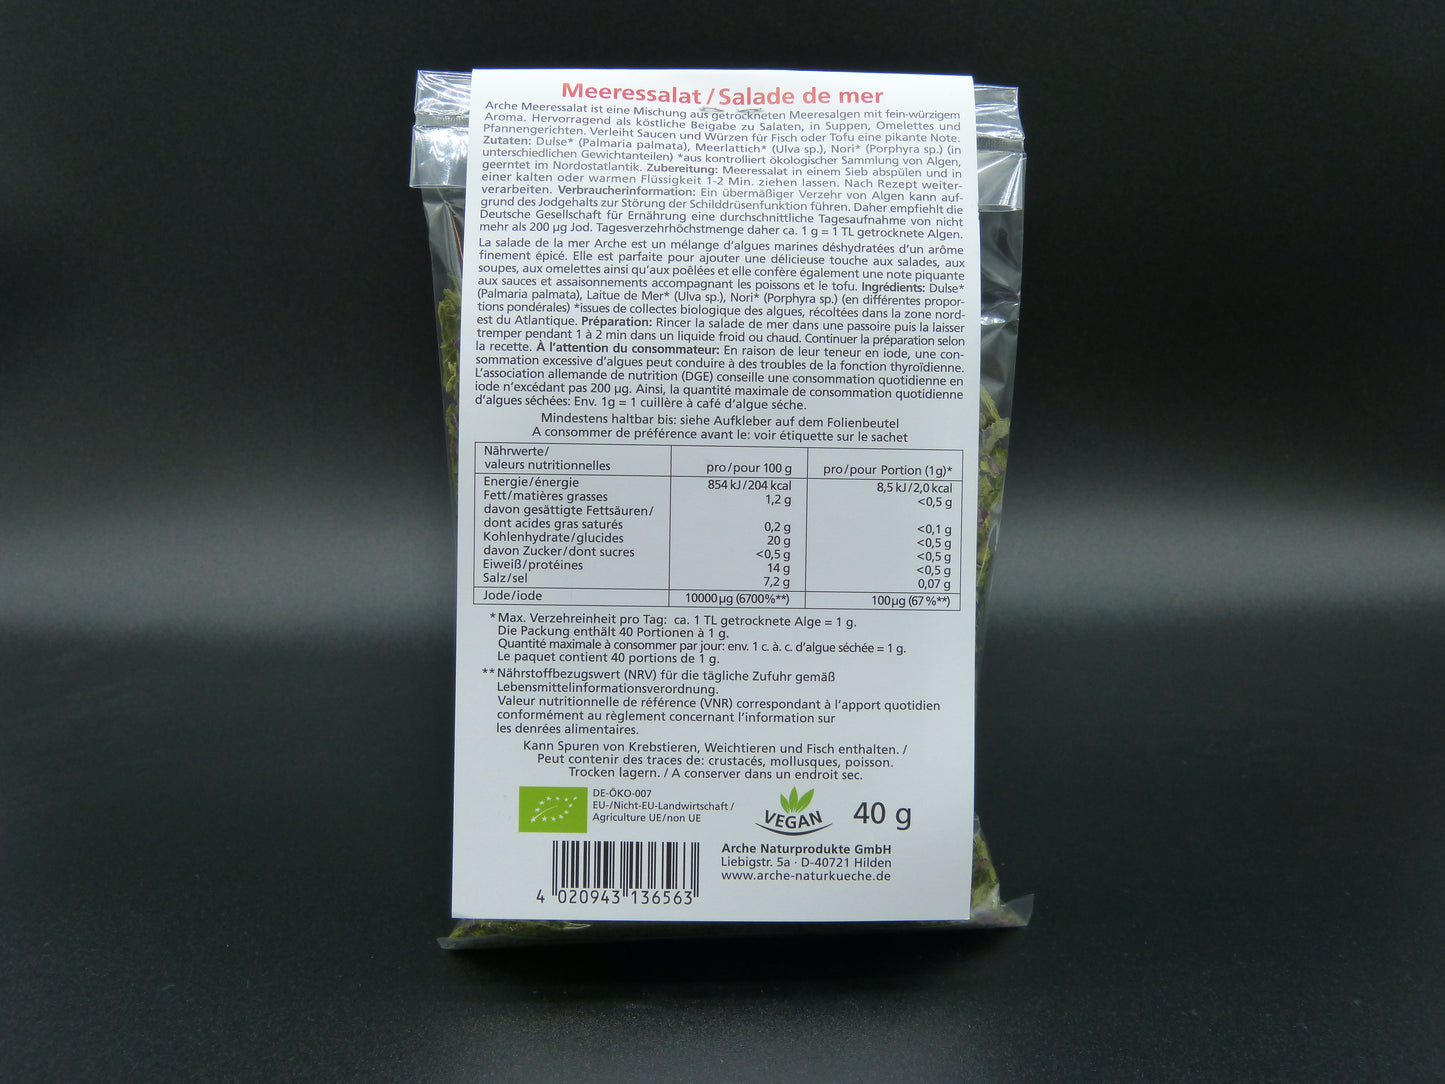 Meeressalat / Salade de mer
Arche Meeressalat ist eine Mischung aus getrockneten Meeresalgen mit fein-würzigem
Aroma. Hervorragend als köstliche Beigabe zu Salaten, in Suppen, Omelettes und
Pfannengerichten. Verleiht Saucen und Würzen für Fisch oder Tofu eine pikante Note.
Zutaten: Dulse* (Palmaria palmata), Meerlattich* (Ulva sp.), Nori* (Porphyra sp.) (in
unterschiedlichen Gewichtanteilen) *aus kontrolliert ökologischer Sammlung von Algen,
geerntet im Nordostatlantik. Zubereitung: Meeressalat in einem Sieb abspülen und in
einer kalten oder warmen Flüssigkeit 1-2 Min. ziehen lassen. Nach Rezept weiter-
verarbeiten. Verbraucherinformation: Ein übermäßiger Verzehr von Algen kann auf-
grund des Jodgehalts zur Störung der Schilddrüsenfunktion führen. Daher empfiehlt die
Deutsche Gesellschaft für Ernährung eine durchschnittliche Tagesaufnahme von nicht
mehr als 200 µg Jod. Tagesverzehrhöchstmenge daher ca. 1 g = 1 TL getrocknete Algen.
La salade de la mer Arche est un mélange d'algues marines déshydratées d'un arôme
finement épicé. Elle est parfaite pour ajouter une délicieuse touche aux salades, aux
soupes, aux omelettes ainsi qu'aux poêlées et elle confère également une note piquante
aux sauces et assaisonnements accompagnant les poissons et le tofu. Ingrédients: Dulse*
(Palmaria palmata), Laitue de Mer* (Ulva sp.), Nori* (Porphyra sp.) (en différentes propor-
tions pondérales) *issues de collectes biologique des algues, récoltées dans la zone nord-
est du Atlantique. Préparation: Rincer la salade de mer dans une passoire puis la laisser
tremper pendant 1 à 2 min dans un liquide froid ou chaud. Continuer la préparation selon
la recette. À l'attention du consommateur: En raison de leur teneur en iode, une con-
sommation excessive d'algues peut conduire à des troubles de la fonction thyroïdienne.
L'association allemande de nutrition (DGE) conseille une consommation quotidienne en
iode n'excédant pas 200 µg. Ainsi, la quantité maximale de consommation quotidienne
d'algues séchées: Env. 1g = 1 cuillère à café d'algue séche.
Mindestens haltbar bis: siehe Aufkleber auf dem Folienbeutel
A consommer de préférence avant le: voir étiquette sur le sachet
Nährwerte/
valeurs nutritionnelles pro/pour 100 g pro/pour Portion (1g)*
Energie/énergie 854 kJ/204 kcal 8,5 kJ/2,0 kcal
Fett/matières grasses 1,2 g <0,5 g
davon gesättigte Fettsäuren/
dont acides gras saturés 0,2 g <0,1 g
Kohlenhydrate/glucides 20 g <0,5 g
davon Zucker/dont sucres <0,5 g <0,5 g
Eiweiß/protéines 14 g <0,5 g
Salz/sel 7,2 g 0,07 g
Jode/iode 10000µg (6700%**) 100µg (67 %**)
* Max. Verzehreinheit pro Tag: ca. 1 TL getrocknete Alge = 1 g.
Die Packung enthält 40 Portionen à 1 g.
Quantité maximale à consommer par jour: env. 1 c. à. c. d'algue séchée = 1 g.
Le paquet contient 40 portions de 1 g.
** Nährstoffbezugswert (NRV) für die tägliche Zufuhr gemäß
Lebensmittelinformationsverordnung.
Valeur nutritionnelle de référence (VNR) correspondant à l'apport quotidien
conformément au règlement concernant l'information sur
les denrées alimentaires.
Kann Spuren von Krebstieren, Weichtieren und Fisch enthalten. /
Peut contenir des traces de: crustacés, mollusques, poisson.
Trocken lagern. / A conserver dans un endroit sec.
DE-ÖKO-007
EU-/Nicht-EU-Landwirtschaft /
Agriculture UE/non UE
VEGAN
40 g
Arche Naturprodukte GmbH
Liebigstr. 5a · D-40721 Hilden
www.arche-naturkueche.de
4 020943 136563